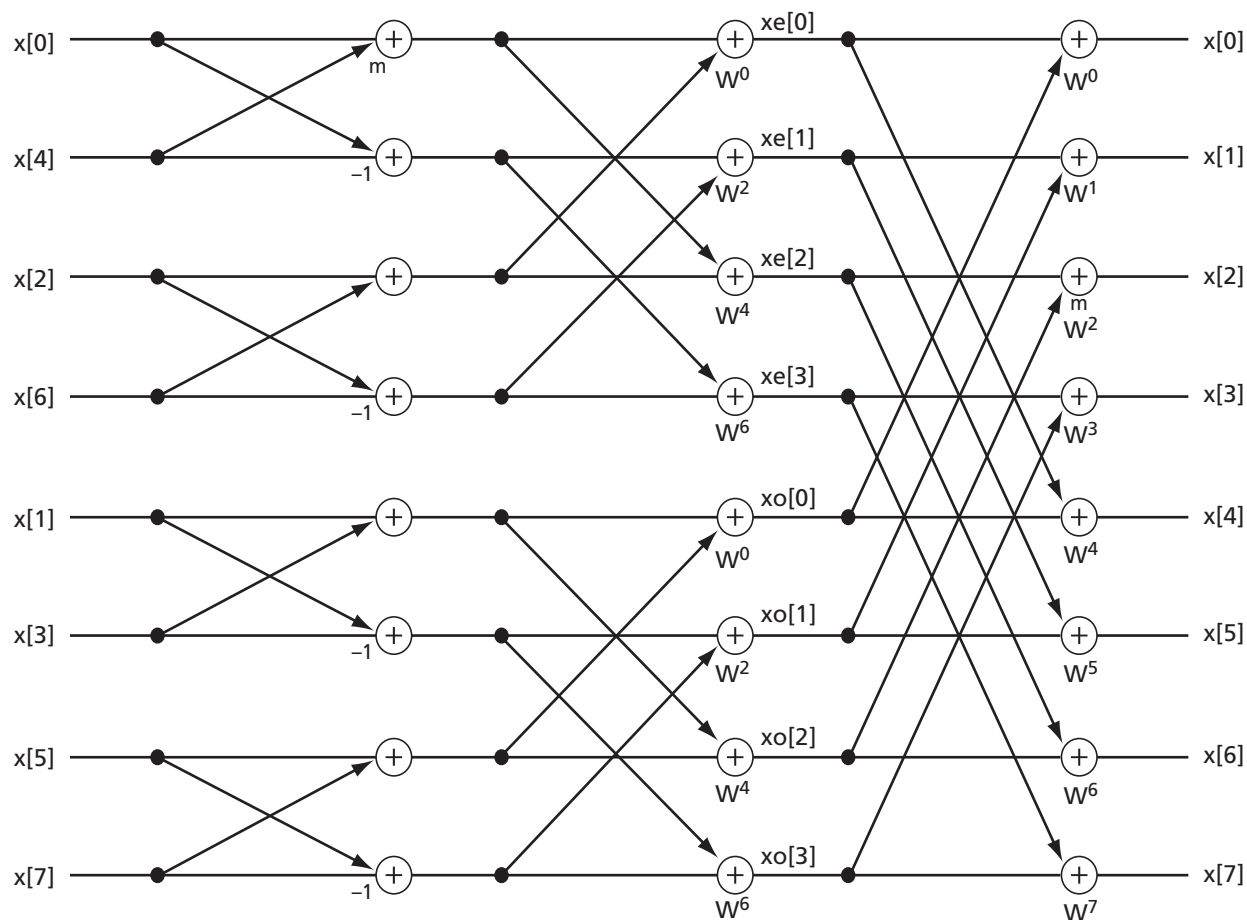 x[0] + xe[0] + + x[0]
m W⁰ W⁰
x[4] + xe[1] + + x[1]
–1 W² W¹
x[2] + xe[2] + + x[2]
W⁴ m
W²
x[6] + xe[3] + + x[3]
–1 W⁶ W³
x[1] + xo[0] + + x[4]
W⁰ W⁴
x[3] + xo[1] + + x[5]
–1 W² W⁵
x[5] + xo[2] + + x[6]
W⁴ W⁶
x[7] + xo[3] + + x[7]
–1 W⁶ W⁷